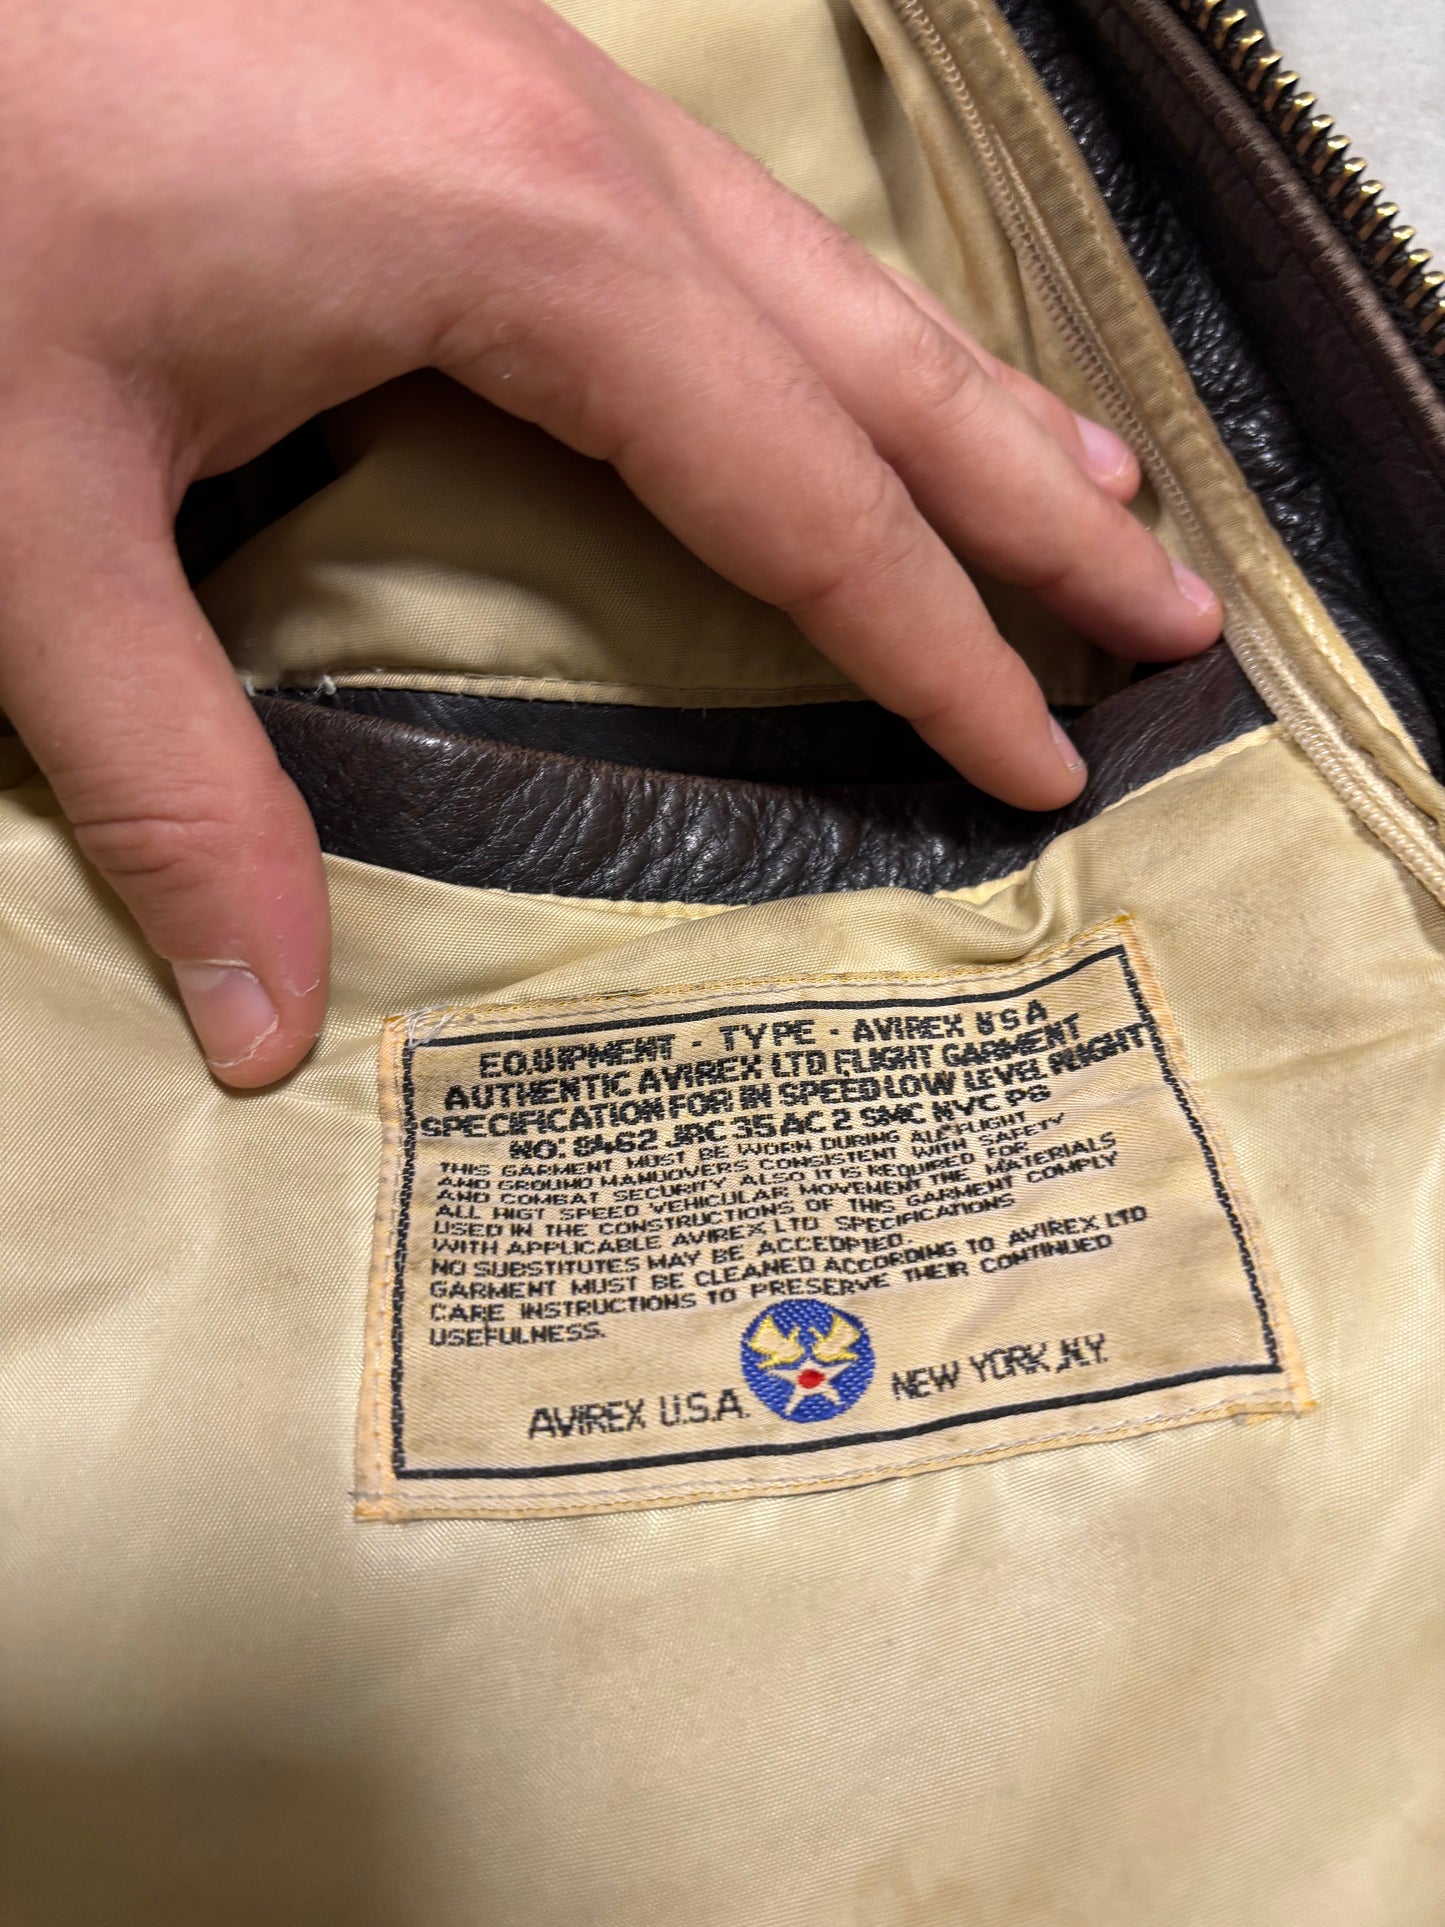 EQUIPMENT - TYPE - AVIREX USA
AUTHENTIC AVIREX LTD FLIGHT GARMENT
SPECIFICATION FOR IN SPEED LOW LEVEL FLIGHT
NO: 8462 JRC 35 AC 2 SMC NYC PS
THIS GARMENT MUST BE WORN DURING ALL FLIGHT
AND GROUND MANUOVERS CONSISTENT WITH SAFETY
AND COMBAT SECURITY ALSO IT IS REQUIRED FOR
ALL HIGT SPEED VEHICULAR MOVEMENT THE MATERIALS
USED IN THE CONSTRUCTIONS OF THIS GARMENT COMPLY
WITH APPLICABLE AVIREX LTD SPECIFICATIONS
NO SUBSTITUTES MAY BE ACCEDPTED.
GARMENT MUST BE CLEANED ACCORDING TO AVIREX LTD
CARE INSTRUCTIONS TO PRESERVE THEIR CONTINUED
USEFULNESS.
AVIREX U.S.A. NEW YORK, N.Y.